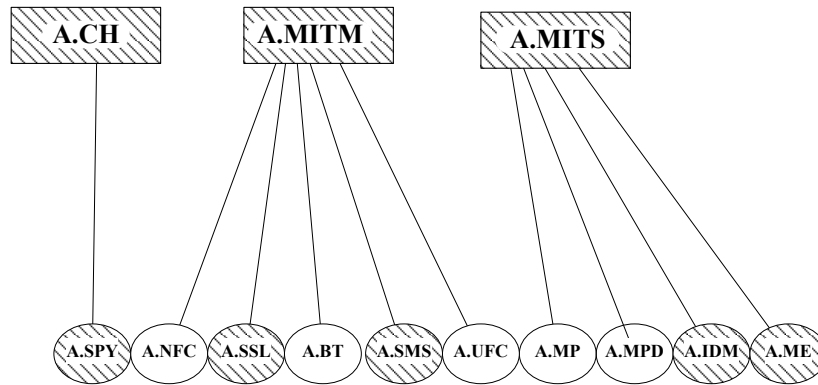 A.CH A.MITM A.MITS
A.SPY A.NFC A.SSL A.BT A.SMS A.UFC A.MP A.MPD A.IDM A.ME